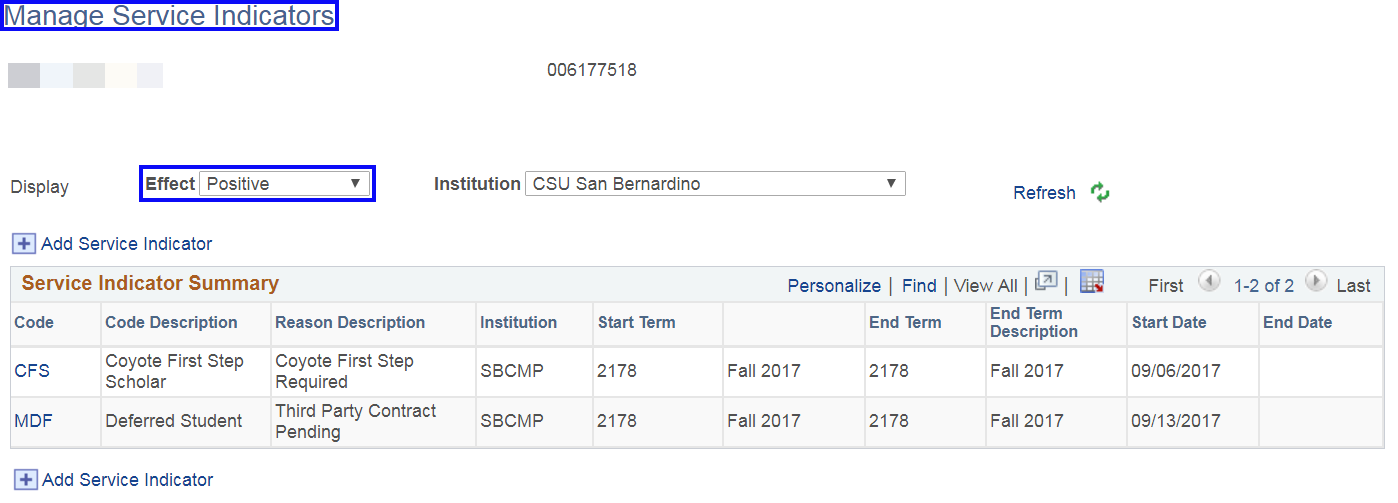 Manage Service Indicators
006177518
Display Effect Positive Institution CSU San Bernardino Refresh
Add Service Indicator
Service Indicator Summary Personalize | Find | View All | | First 1-2 of 2 Last
Code Code Description Reason Description Institution Start Term End Term End Term Description Start Date End Date
CFS Coyote First Step Scholar Coyote First Step Required SBCMP 2178 Fall 2017 2178 Fall 2017 09/06/2017
MDF Deferred Student Third Party Contract Pending SBCMP 2178 Fall 2017 2178 Fall 2017 09/13/2017
Add Service Indicator